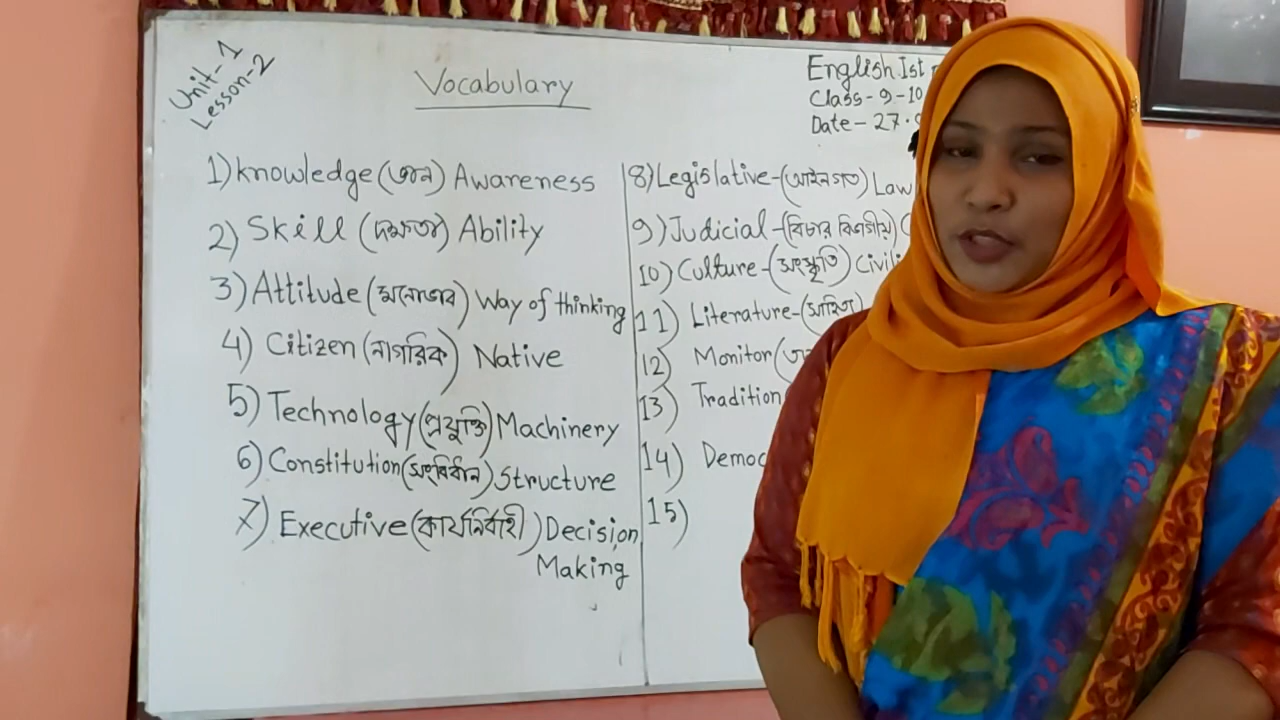 Unit-1
Lesson-2
Vocabulary
English 1st
Class-9-10
Date-27.
1) Knowledge (জ্ঞান) Awareness
2) Skill (দক্ষতা) Ability
3) Attitude (মনোভাব) Way of thinking
4) Citizen (নাগরিক) Native
5) Technology (প্রযুক্তি) Machinery
6) Constitution (সংবিধান) Structure
7) Executive (কার্যনির্বাহী) Decision
Making
8) Legislative-(আইনগত) Law
9) Judicial-(বিচার বিভাগীয়)
10) Culture-(সংস্কৃতি) Civili
11) Literature-(সাহিত্য)
12) Monitor
13) Tradition
14) Democ
15)